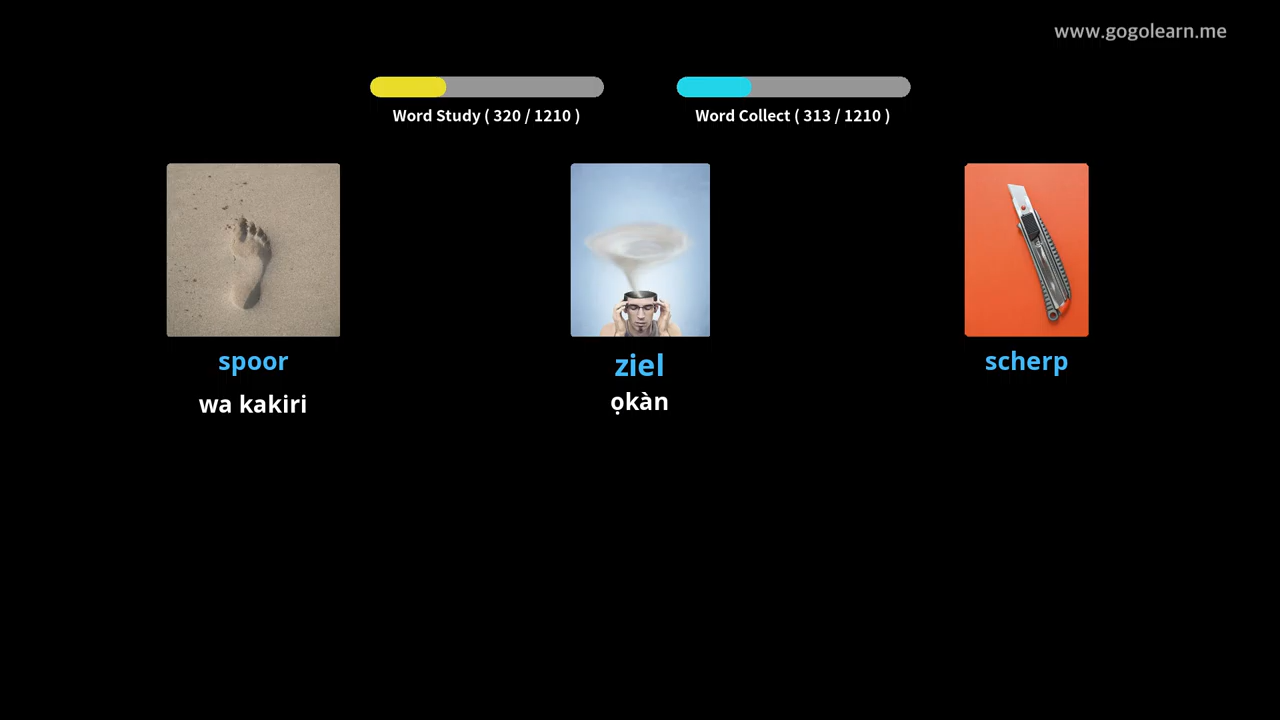 www.gogolearn.me
Word Study ( 320 / 1210 )
Word Collect ( 313 / 1210 )
spoor
ziel
scherp
wa kakiri
ọkàn